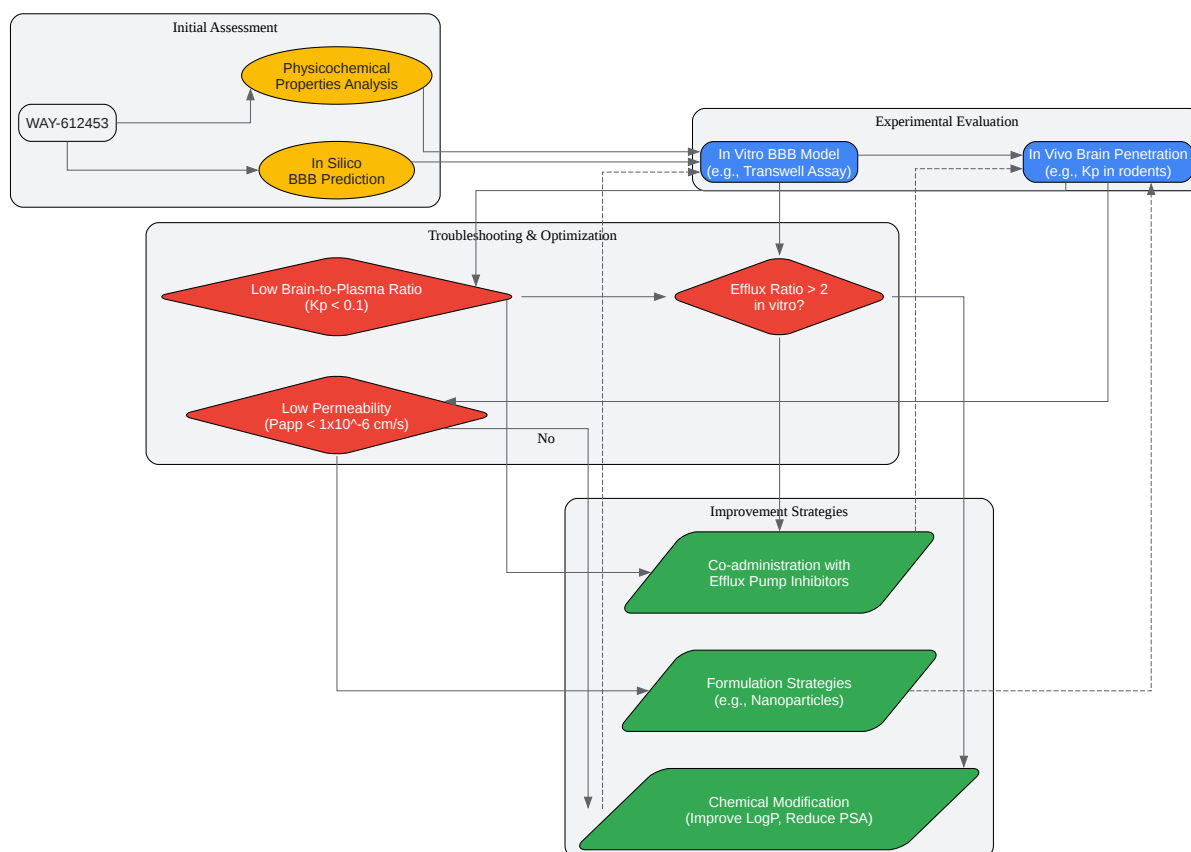 Initial Assessment
Physicochemical
Properties Analysis
WAY-612453
In Silico
BBB Prediction
Experimental Evaluation
In Vitro BBB Model
(e.g., Transwell Assay)
In Vivo Brain Penetration
(e.g., Kp in rodents)
Troubleshooting & Optimization
Low Brain-to-Plasma Ratio
(Kp < 0.1)
Efflux Ratio > 2
in vitro?
Low Permeability
(Papp < 1x10^-6 cm/s)
No
Improvement Strategies
Co-administration with
Efflux Pump Inhibitors
Formulation Strategies
(e.g., Nanoparticles)
Chemical Modification
(Improve LogP, Reduce PSA)